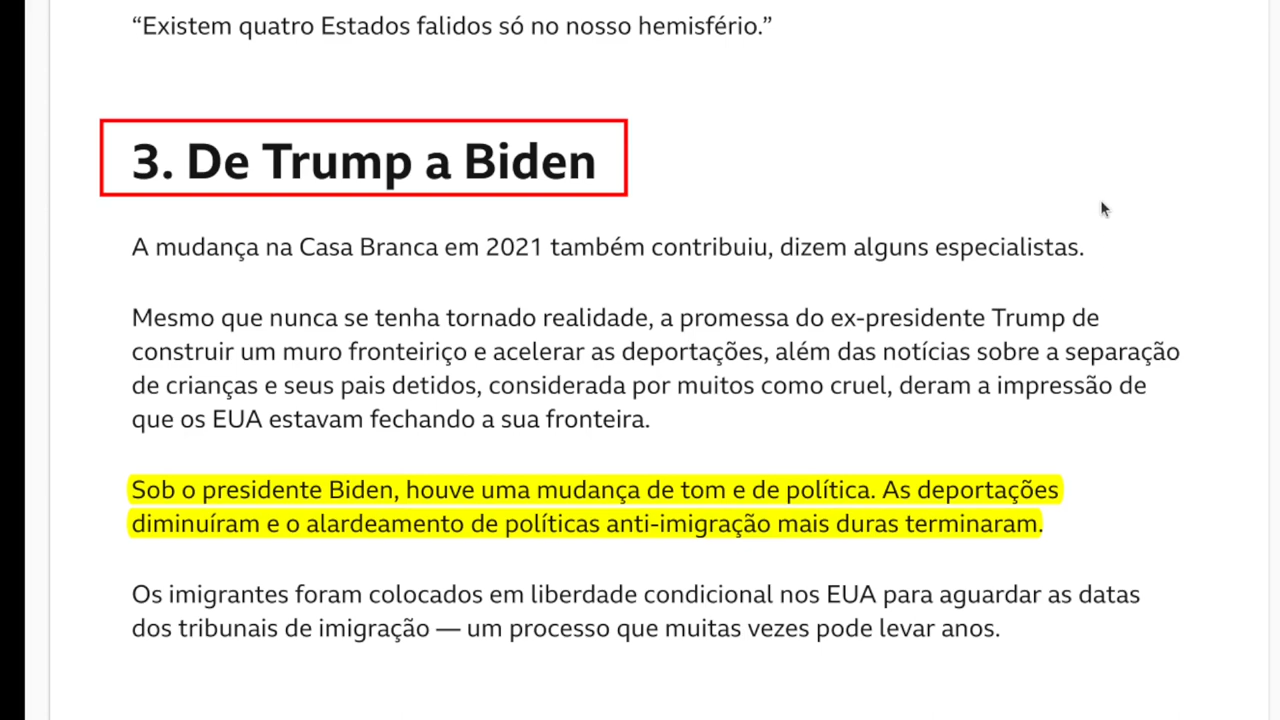 “Existem quatro Estados falidos só no nosso hemisfério.”
3. De Trump a Biden
A mudança na Casa Branca em 2021 também contribuiu, dizem alguns especialistas.
Mesmo que nunca se tenha tornado realidade, a promessa do ex-presidente Trump de
construir um muro fronteiriço e acelerar as deportações, além das notícias sobre a separação
de crianças e seus pais detidos, considerada por muitos como cruel, deram a impressão de
que os EUA estavam fechando a sua fronteira.
Sob o presidente Biden, houve uma mudança de tom e de política. As deportações
diminuíram e o alardeamento de políticas anti-imigração mais duras terminaram.
Os imigrantes foram colocados em liberdade condicional nos EUA para aguardar as datas
dos tribunais de imigração — um processo que muitas vezes pode levar anos.